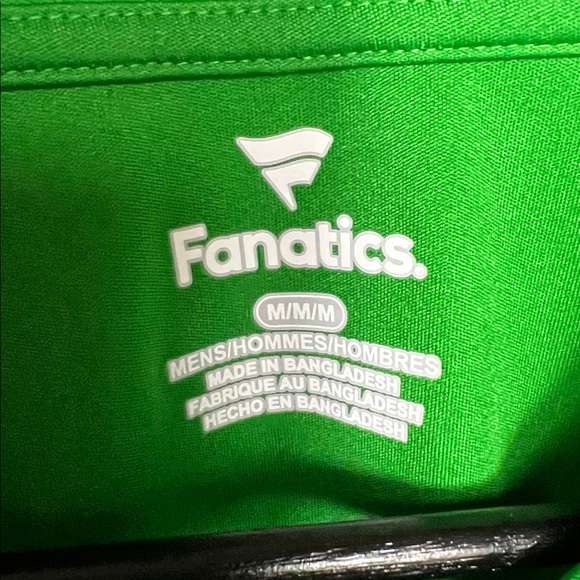 Fanatics.
M/M/M
MENS/HOMMES/HOMBRES
MADE IN BANGLADESH
FABRIQUE AU BANGLADESH
HECHO EN BANGLADESH